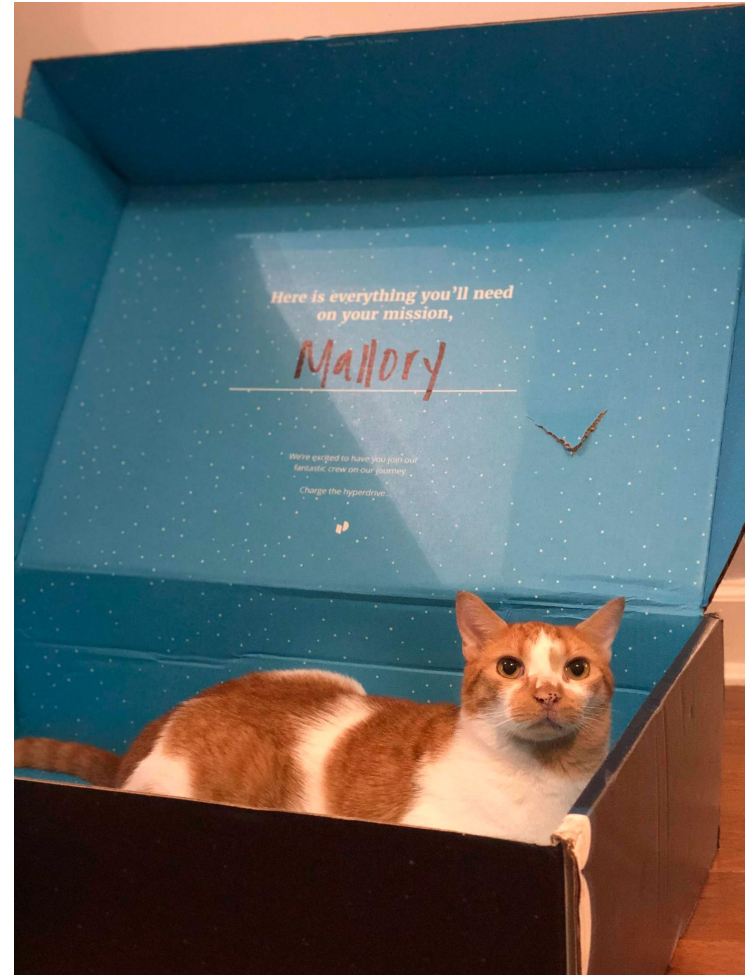 Here is everything you'll need
on your mission,
Mallory
We're excited to have you join our
fantastic crew on our journey.
Charge the hyperdrive...